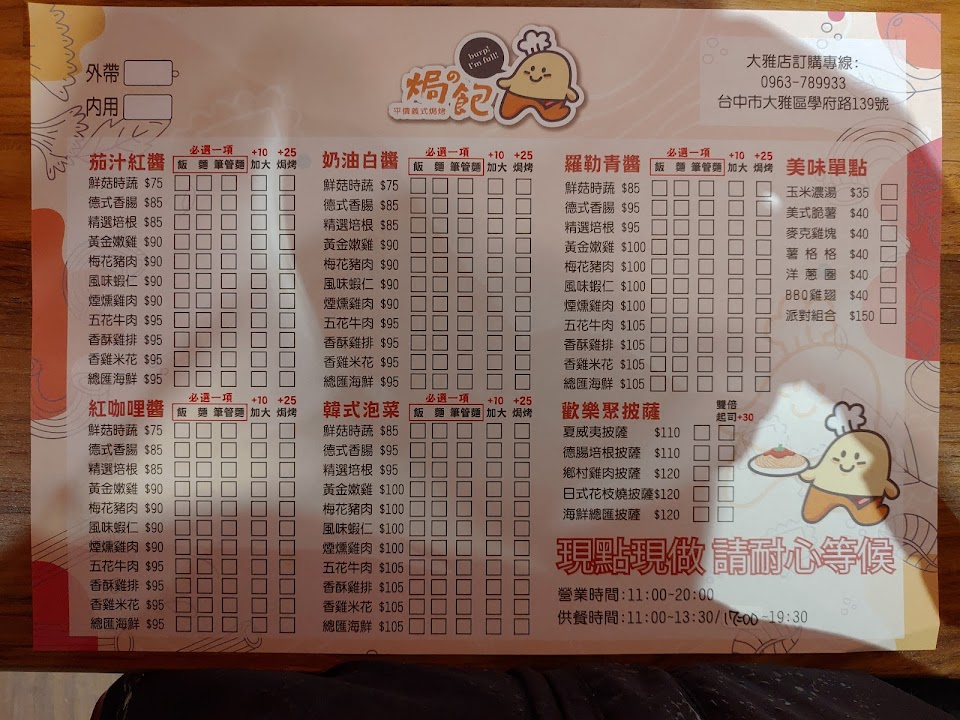 外帶
内用
burp!
I'm full!
焗の飽
平價義式焗烤
大雅店訂購專線:
0963-789933
台中市大雅區學府路139號
茄汁紅醬 必選一項 飯 麵 筆管麵 +10 加大 +25 焗烤
鮮菇時蔬 $75
德式香腸 $85
精選培根 $85
黃金嫩雞 $90
梅花豬肉 $90
風味蝦仁 $90
煙燻雞肉 $90
五花牛肉 $95
香酥雞排 $95
香雞米花 $95
總匯海鮮 $95
奶油白醬 必選一項 飯 麵 筆管麵 +10 加大 +25 焗烤
鮮菇時蔬 $75
德式香腸 $85
精選培根 $85
黃金嫩雞 $90
梅花豬肉 $90
風味蝦仁 $90
煙燻雞肉 $90
五花牛肉 $95
香酥雞排 $95
香雞米花 $95
總匯海鮮 $95
羅勒青醬 必選一項 飯 麵 筆管麵 +10 加大 +25 焗烤
鮮菇時蔬 $85
德式香腸 $95
精選培根 $95
黃金嫩雞 $100
梅花豬肉 $100
風味蝦仁 $100
煙燻雞肉 $100
五花牛肉 $105
香酥雞排 $105
香雞米花 $105
總匯海鮮 $105
美味單點
玉米濃湯 $35
美式脆薯 $40
麥克雞塊 $40
薯格格 $40
洋蔥圈 $40
BBQ雞翅 $40
派對組合 $150
紅咖哩醬 必選一項 飯 麵 筆管麵 +10 加大 +25 焗烤
鮮菇時蔬 $75
德式香腸 $85
精選培根 $85
黃金嫩雞 $90
梅花豬肉 $90
風味蝦仁 $90
煙燻雞肉 $90
五花牛肉 $95
香酥雞排 $95
香雞米花 $95
總匯海鮮 $95
韓式泡菜 必選一項 飯 麵 筆管麵 +10 加大 +25 焗烤
鮮菇時蔬 $85
德式香腸 $95
精選培根 $95
黃金嫩雞 $100
梅花豬肉 $100
風味蝦仁 $100
煙燻雞肉 $100
五花牛肉 $105
香酥雞排 $105
香雞米花 $105
總匯海鮮 $105
歡樂聚披薩 雙倍起司+30
夏威夷披薩 $110
德腸培根披薩 $110
鄉村雞肉披薩 $120
日式花枝燒披薩 $120
海鮮總匯披薩 $120
現點現做 請耐心等候
營業時間:11:00-20:00
供餐時間:11:00-13:30/17:00-19:30